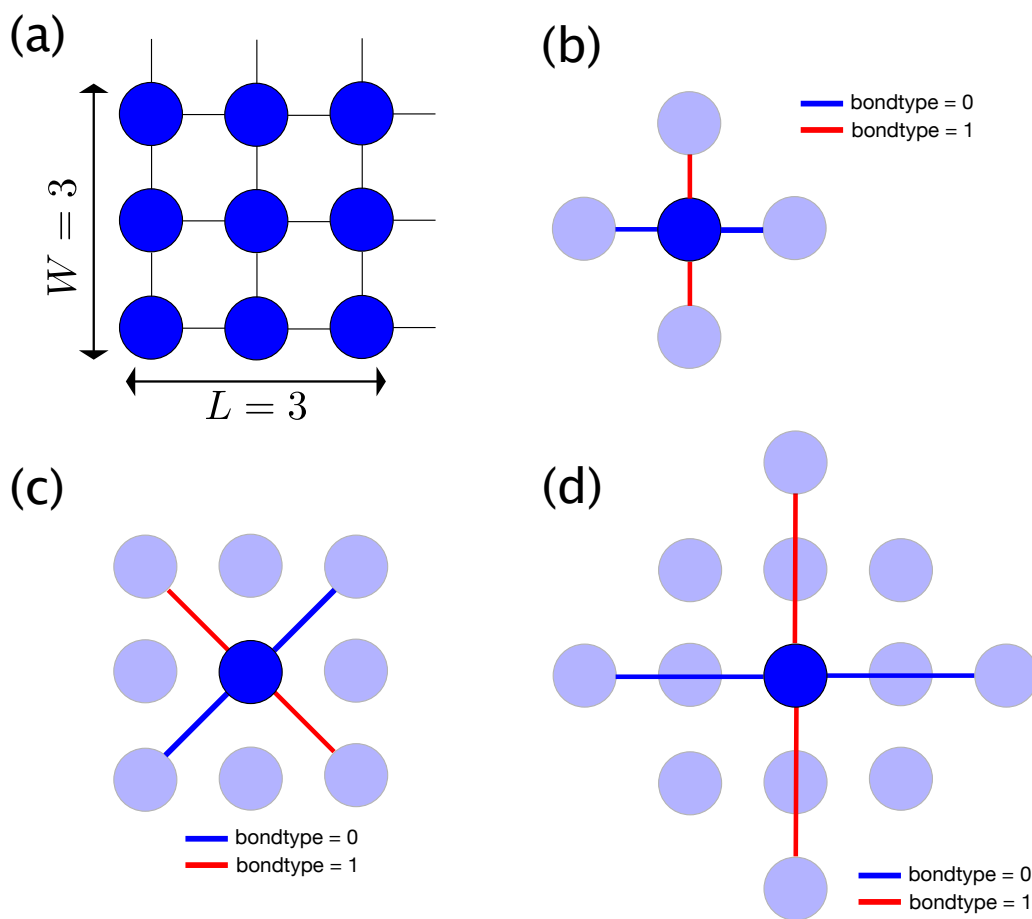 (a)
W = 3
L = 3
(b)
bondtype = 0
bondtype = 1
(c)
bondtype = 0
bondtype = 1
(d)
bondtype = 0
bondtype = 1